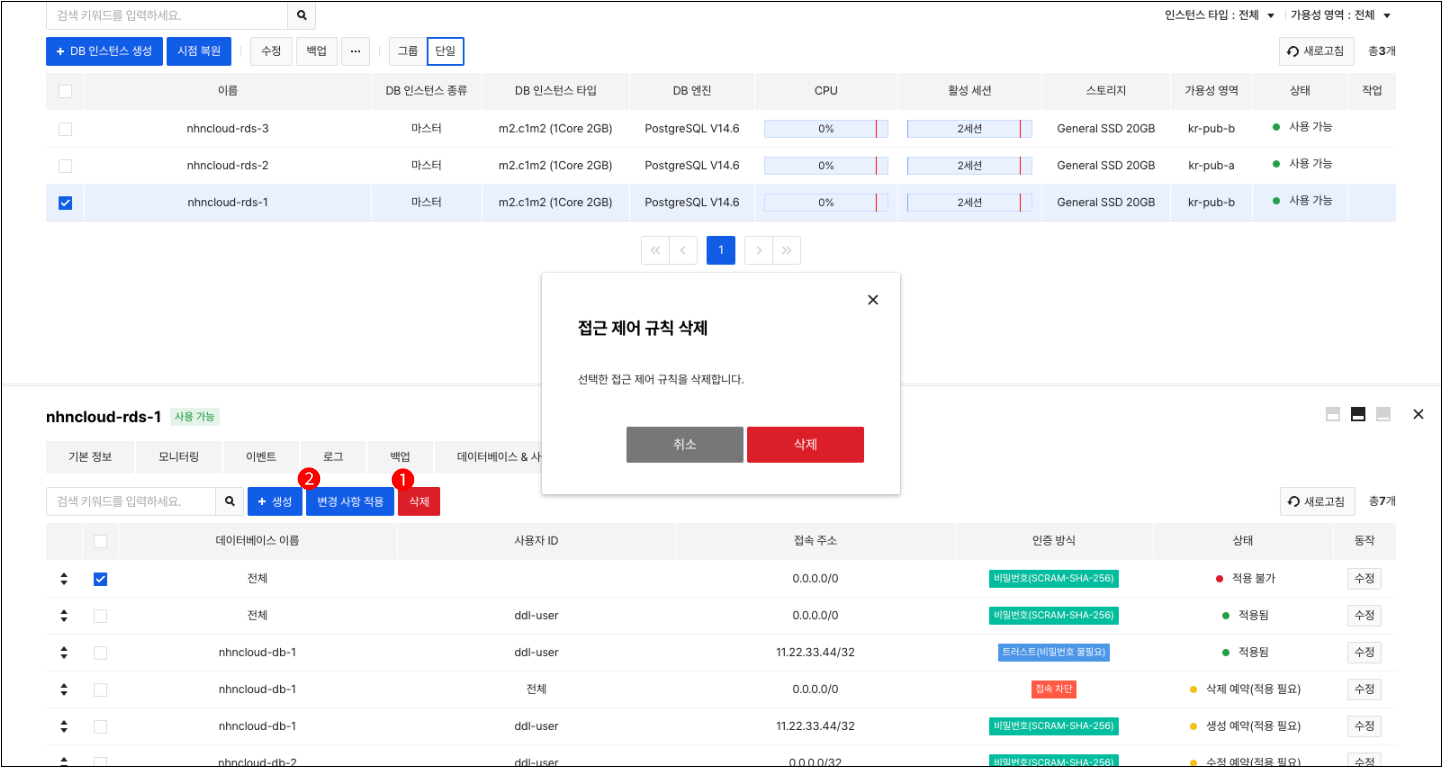 검색 키워드를 입력하세요.
인스턴스 타입 : 전체 가용성 영역 : 전체
+ DB 인스턴스 생성 시점 복원 수정 백업 ... 그룹 단일 새로고침 총3개
이름 DB 인스턴스 종류 DB 인스턴스 타입 DB 엔진 CPU 활성 세션 스토리지 가용성 영역 상태 작업
nhncloud-rds-3 마스터 m2.c1m2 (1Core 2GB) PostgreSQL V14.6 0% 2세션 General SSD 20GB kr-pub-b 사용 가능
nhncloud-rds-2 마스터 m2.c1m2 (1Core 2GB) PostgreSQL V14.6 0% 2세션 General SSD 20GB kr-pub-a 사용 가능
nhncloud-rds-1 마스터 m2.c1m2 (1Core 2GB) PostgreSQL V14.6 0% 2세션 General SSD 20GB kr-pub-b 사용 가능
1
접근 제어 규칙 삭제
선택한 접근 제어 규칙을 삭제합니다.
취소 삭제
nhncloud-rds-1 사용 가능
기본 정보 모니터링 이벤트 로그 백업 데이터베이스 & 사
2 1
검색 키워드를 입력하세요. + 생성 변경 사항 적용 삭제 새로고침 총7개
데이터베이스 이름 사용자 ID 접속 주소 인증 방식 상태 동작
전체 0.0.0.0/0 비밀번호(SCRAM-SHA-256) 적용 불가 수정
전체 ddl-user 0.0.0.0/0 비밀번호(SCRAM-SHA-256) 적용됨 수정
nhncloud-db-1 ddl-user 11.22.33.44/32 트러스트(비밀번호 불필요) 적용됨 수정
nhncloud-db-1 전체 0.0.0.0/0 접속 차단 삭제 예약(적용 필요) 수정
nhncloud-db-1 ddl-user 11.22.33.44/32 비밀번호(SCRAM-SHA-256) 생성 예약(적용 필요) 수정
nhncloud-db-2 ddl-user 0.0.0.0/32 비밀번호(SCRAM-SHA-256) 수정 예약(적용 필요) 수정